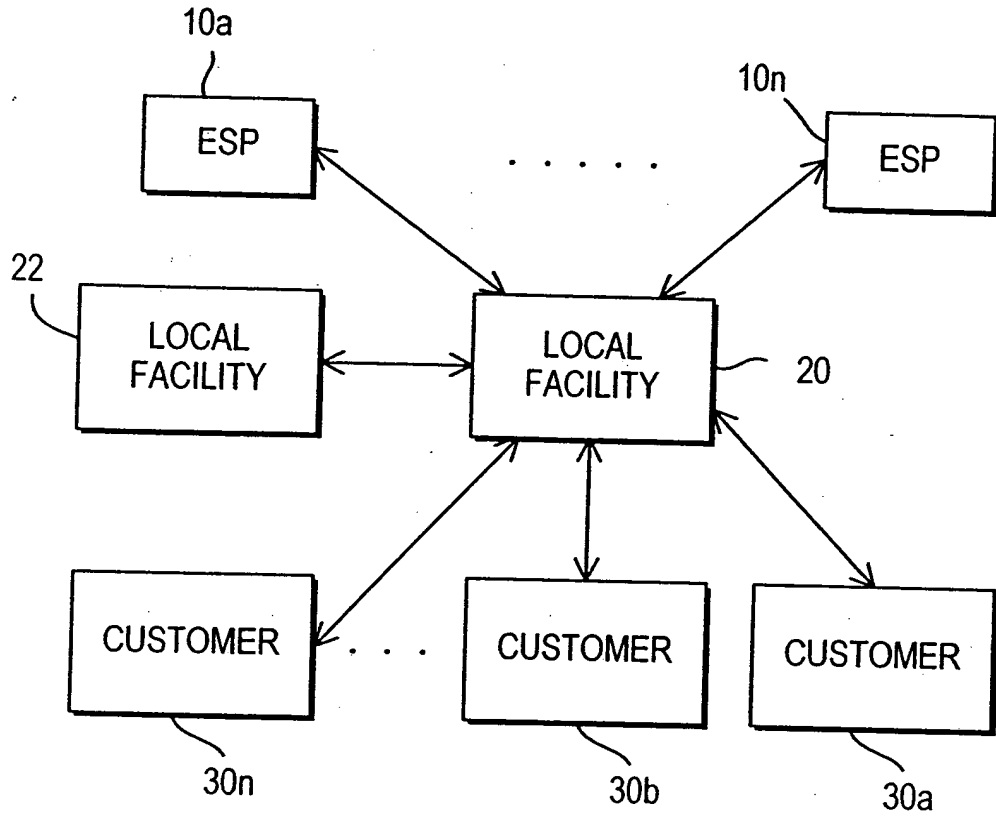 10a
10n
ESP
. . . . .
ESP
22
LOCAL
FACILITY
LOCAL
FACILITY
20
CUSTOMER
. . .
CUSTOMER
CUSTOMER
30n
30b
30a